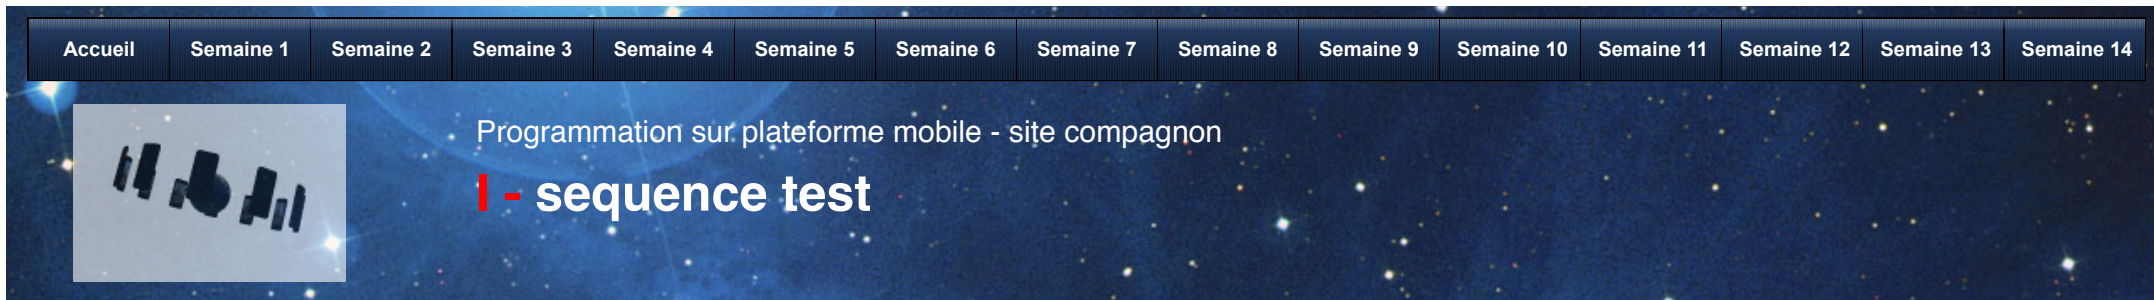 Accueil Semaine 1 Semaine 2 Semaine 3 Semaine 4 Semaine 5 Semaine 6 Semaine 7 Semaine 8 Semaine 9 Semaine 10 Semaine 11 Semaine 12 Semaine 13 Semaine 14
Programmation sur plateforme mobile - site compagnon
I - sequence test